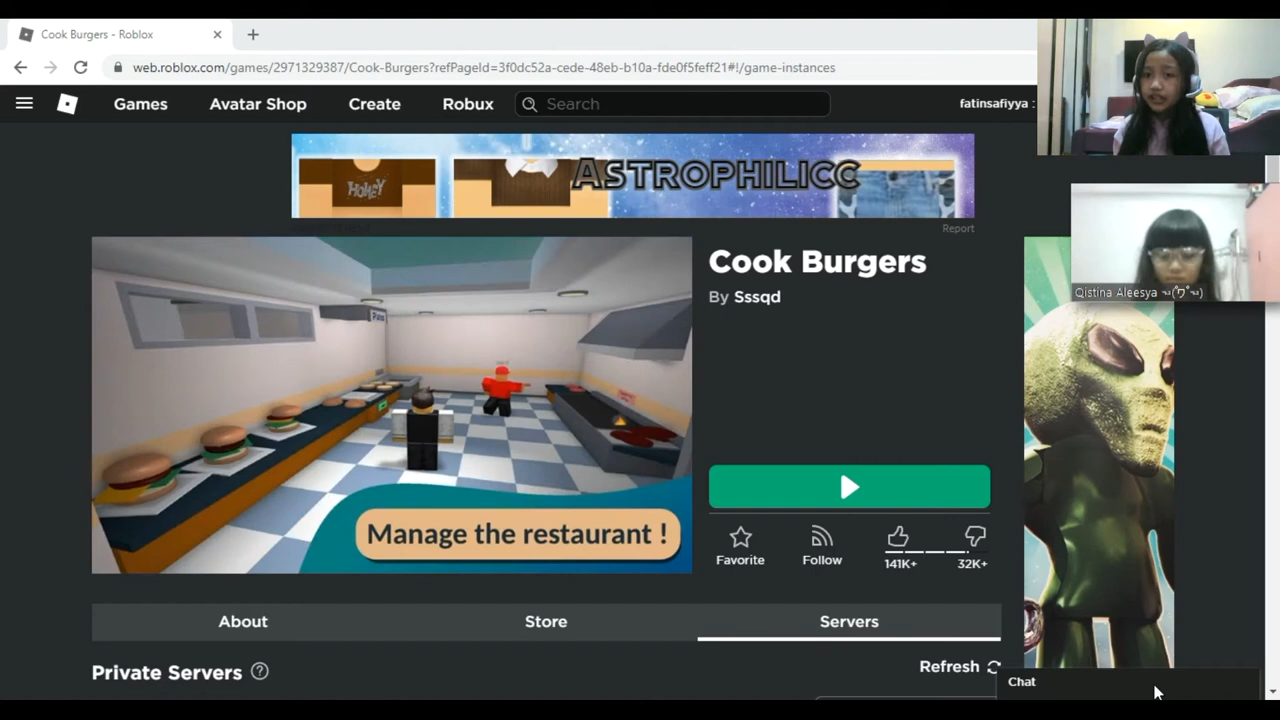 Cook Burgers - Roblox
web.roblox.com/games/2971329387/Cook-Burgers?refPageId=3f0dc52a-cede-48eb-b10a-fde0f5feff21#!/game-instances
Games Avatar Shop Create Robux Search fatinsafiyya :
HONEY
ASTROPHILICC
Report
Cook Burgers
By Sssqd
Qistina Aleesya
Manage the restaurant !
Favorite Follow 141K+ 32K+
About Store Servers
Private Servers ? Refresh
Chat